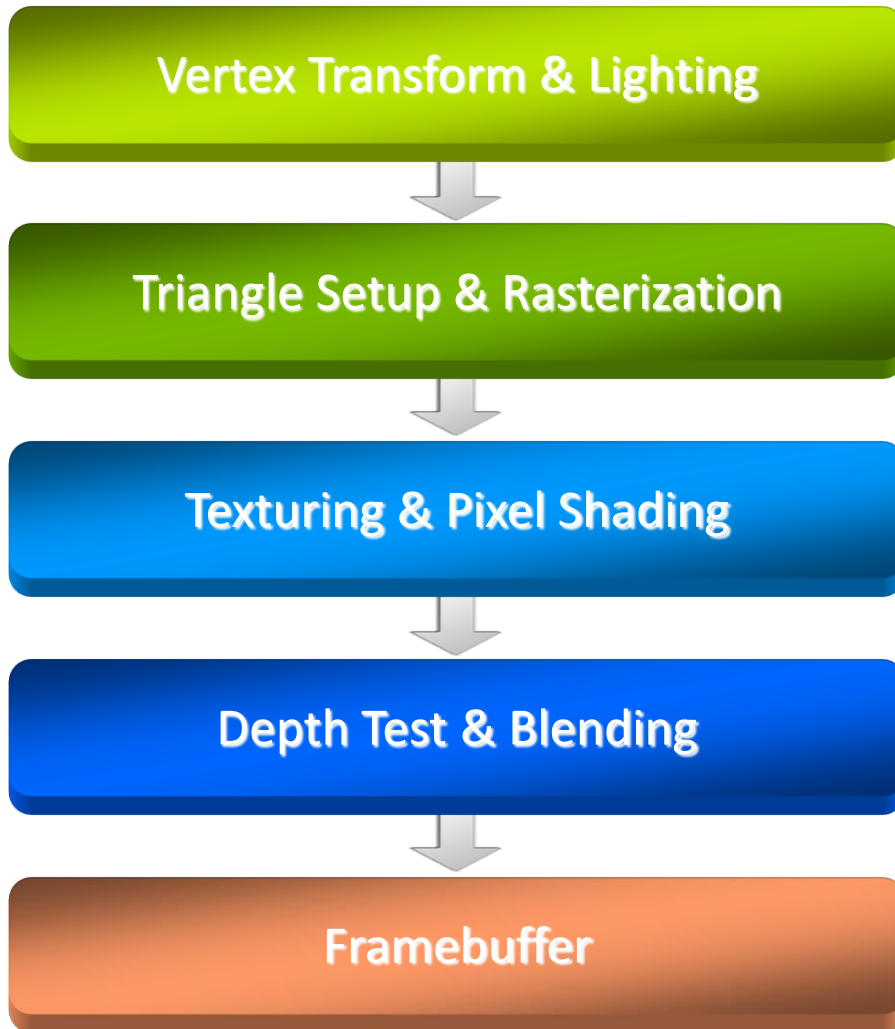 Vertex Transform & Lighting
Triangle Setup & Rasterization
Texturing & Pixel Shading
Depth Test & Blending
Framebuffer